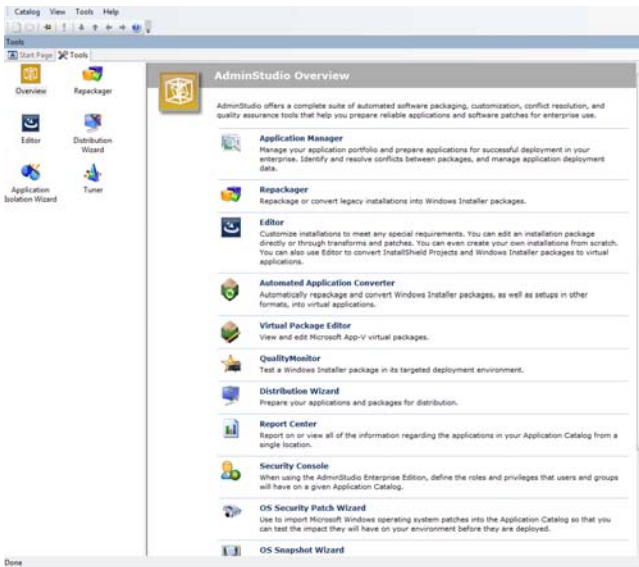 Catalog View Tools Help
Tools
Start Page Tools
Overview Repackager
Editor Distribution
Wizard
Application
Isolation Wizard Tuner
AdminStudio Overview
AdminStudio offers a complete suite of automated software packaging, customization, conflict resolution, and
quality assurance tools that help you prepare reliable applications and software patches for enterprise use.
Application Manager
Manage your application portfolio and prepare applications for successful deployment in your
enterprise. Identify and resolve conflicts between packages, and manage application deployment
data.
Repackager
Repackage or convert legacy installations into Windows Installer packages.
Editor
Customize installations to meet any special requirements. You can edit an installation package
directly or through transforms and patches. You can even create your own installations from scratch.
You can also use Editor to convert InstallShield Projects and Windows Installer packages to virtual
applications.
Automated Application Converter
Automatically repackage and convert Windows Installer packages, as well as setups in other
formats, into virtual applications.
Virtual Package Editor
View and edit Microsoft App-V virtual packages.
QualityMonitor
Test a Windows Installer package in its targeted deployment environment.
Distribution Wizard
Prepare your applications and packages for distribution.
Report Center
Report on or view all of the information regarding the applications in your Application Catalog from a
single location.
Security Console
When using the AdminStudio Enterprise Edition, define the roles and privileges that users and groups
will have on a given Application Catalog.
OS Security Patch Wizard
Use to import Microsoft Windows operating system patches into the Application Catalog so that you
can test the impact they will have on your environment before they are deployed.
OS Snapshot Wizard
Done